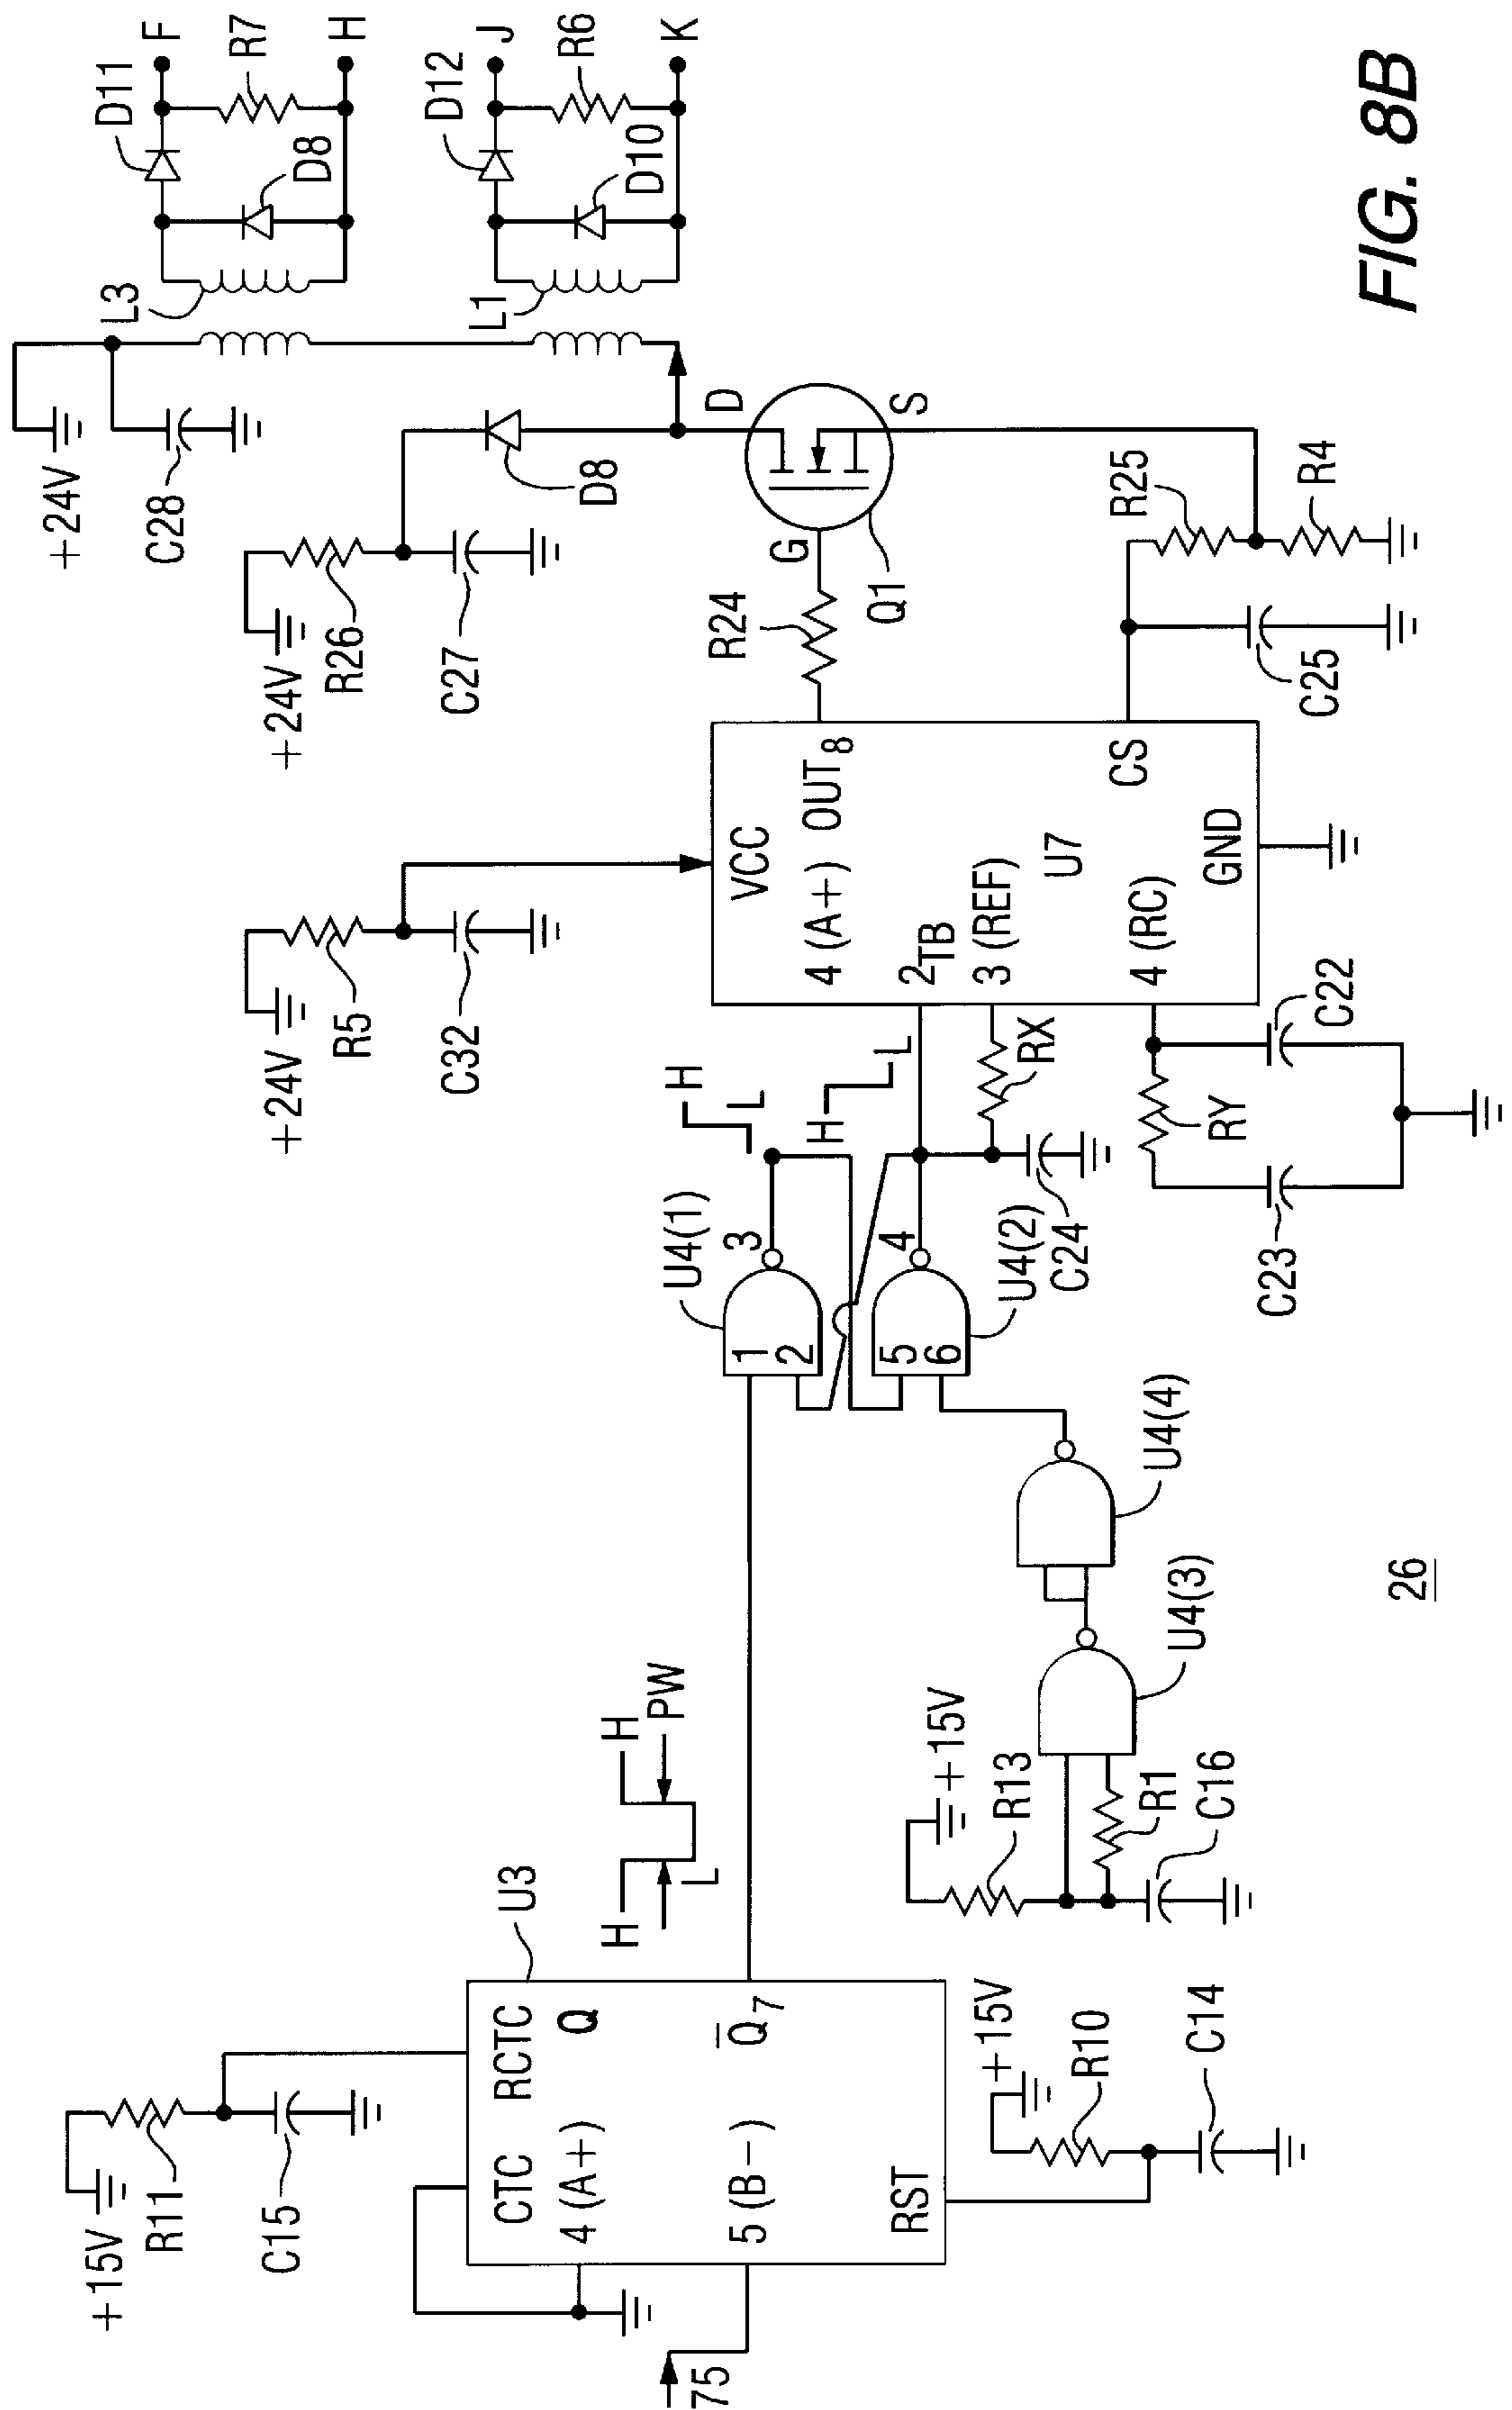 +24V
C28
L3
D11
F
D8
R7
H
L1
D12
J
D10
R6
K
+24V
R26
C27
D8
D
G
S
Q1
R24
R25
R4
C25
+24V
R5
C32
VCC
4 (A+)
OUT8
2TB
3 (REF)
U7
CS
4 (RC)
GND
H
L
H
L
RX
RY
C22
C23
C24
U4(1)
1
2
3
U4(2)
5
6
4
U4(4)
U4(3)
+15V
R13
R1
C16
H
H
L
PW
U3
+15V
R11
C15
CTC
RCTC
4 (A+)
Q
5 (B−)
Q̅7
RST
75
+15V
R10
C14
26
FIG. 8B